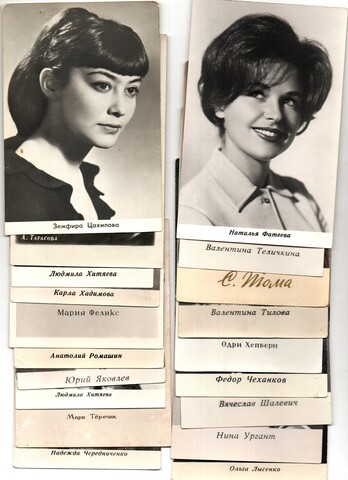 Земфира Цахилова
А. ТАРАСОВА
Людмила Хитяева
Карла Хадимова
Мария Феликс
Анатолий Ромашин
Юрий Яковлев
Людмила Хитяева
Мари Тёречик
Надежда Чередниченко
Наталья Фатеева
Валентина Теличкина
С. Тома
Валентина Титова
Одри Хепберн
Федор Чеханков
Вячеслав Шалевич
Нина Ургант
Ольга Лысенко